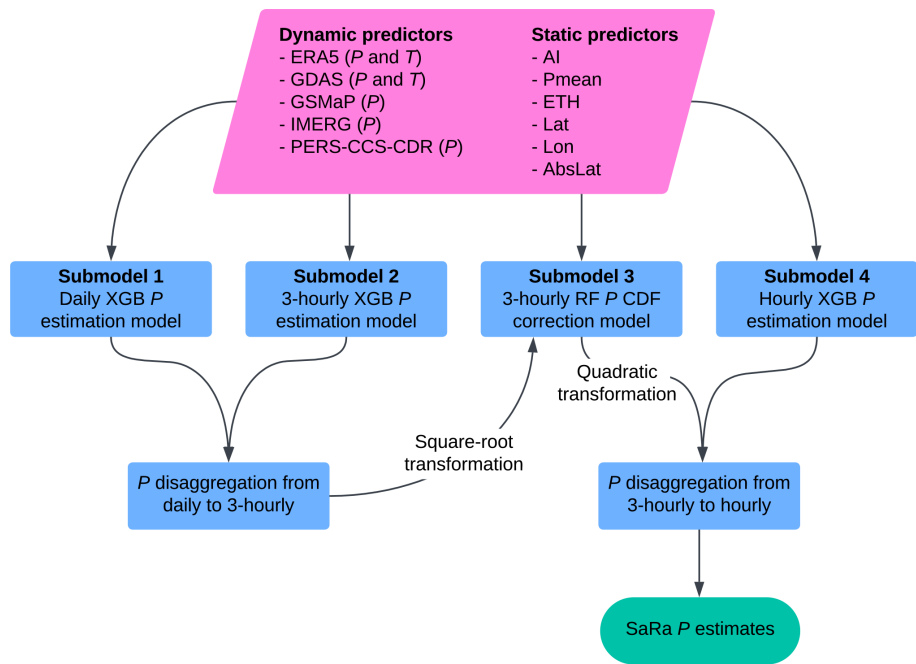 Dynamic predictors
- ERA5 (P and T)
- GDAS (P and T)
- GSMaP (P)
- IMERG (P)
- PERS-CCS-CDR (P)
Static predictors
- AI
- Pmean
- ETH
- Lat
- Lon
- AbsLat
Submodel 1
Daily XGB P
estimation model
Submodel 2
3-hourly XGB P
estimation model
Submodel 3
3-hourly RF P CDF
correction model
Submodel 4
Hourly XGB P
estimation model
Quadratic
transformation
Square-root
transformation
P disaggregation from
daily to 3-hourly
P disaggregation from
3-hourly to hourly
SaRa P estimates